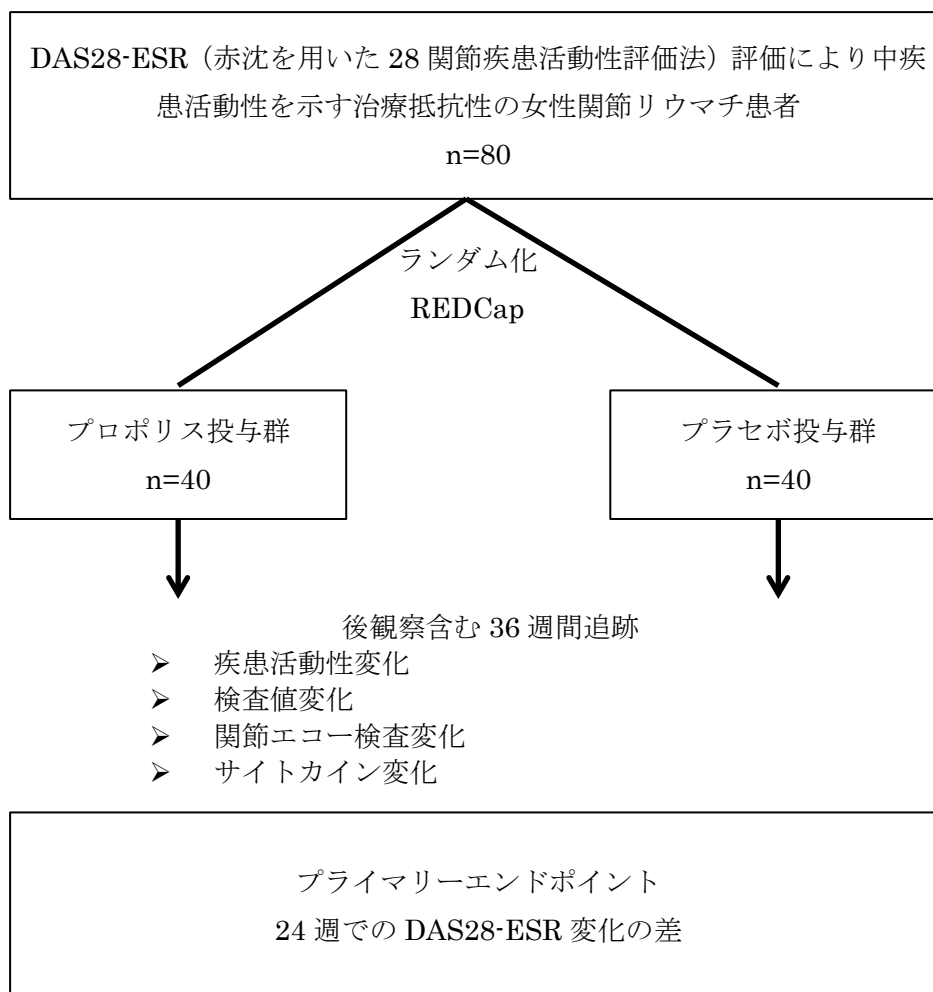 DAS28-ESR（赤沈を用いた 28 関節疾患活動性評価法）評価により中疾
患活動性を示す治療抵抗性の女性関節リウマチ患者
n=80
ランダム化
REDCap
プロポリス投与群
n=40
プラセボ投与群
n=40
後観察含む 36 週間追跡
➢ 疾患活動性変化
➢ 検査値変化
➢ 関節エコー検査変化
➢ サイトカイン変化
プライマリーエンドポイント
24 週での DAS28-ESR 変化の差